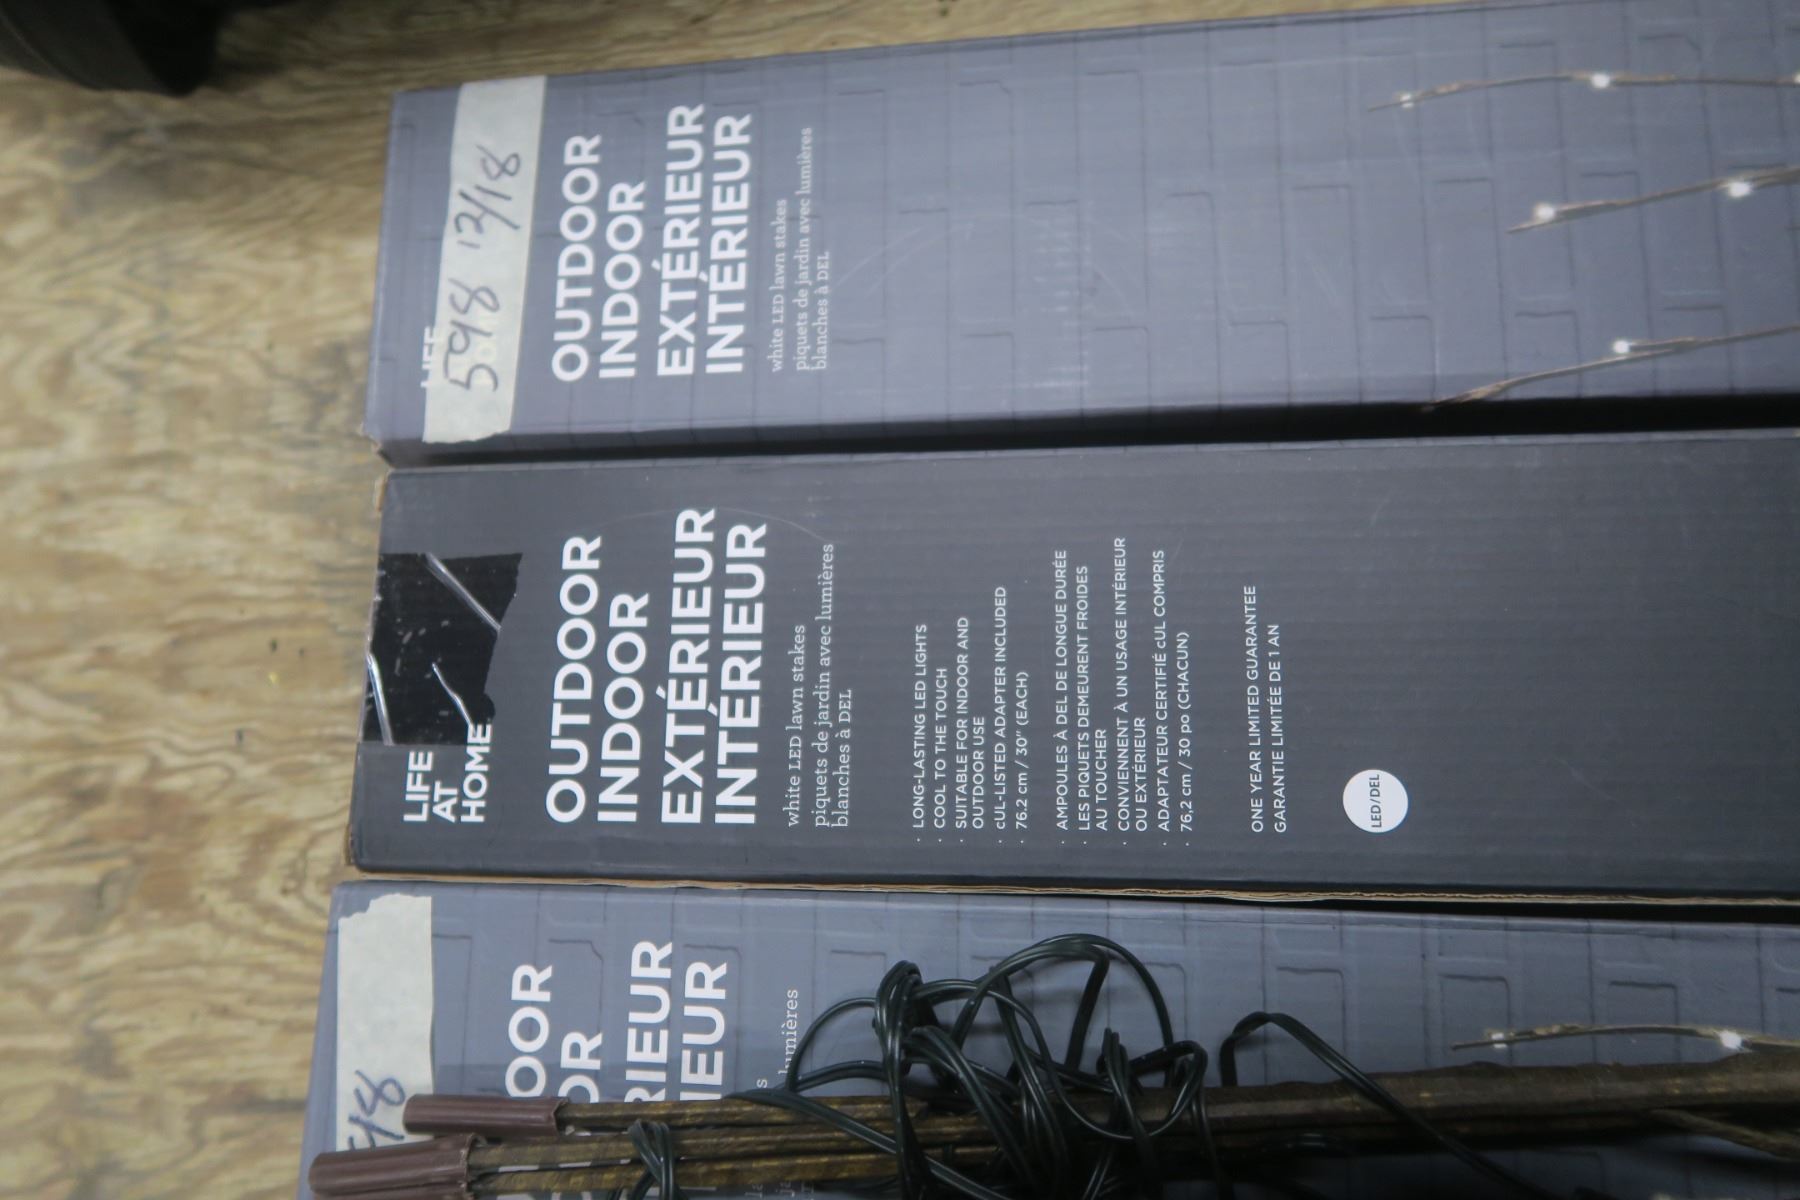 LIFE
598 12/18
OUTDOOR
INDOOR
EXTÉRIEUR
INTÉRIEUR
white LED lawn stakes
piquets de jardin avec lumières
blanches à DEL
LIFE
AT
HOME
OUTDOOR
INDOOR
EXTÉRIEUR
INTÉRIEUR
white LED lawn stakes
piquets de jardin avec lumières
blanches à DEL
· LONG-LASTING LED LIGHTS
· COOL TO THE TOUCH
· SUITABLE FOR INDOOR AND
OUTDOOR USE
· cUL-LISTED ADAPTER INCLUDED
· 76.2 cm / 30" (EACH)
· AMPOULES À DEL DE LONGUE DURÉE
· LES PIQUETS DEMEURENT FROIDES
AU TOUCHER
· CONVIENNENT À UN USAGE INTÉRIEUR
OU EXTÉRIEUR
· ADAPTATEUR CERTIFIÉ cUL COMPRIS
· 76,2 cm / 30 po (CHACUN)
ONE YEAR LIMITED GUARANTEE
GARANTIE LIMITÉE DE 1 AN
LED/DEL
OOR
OR
RIEUR
IEUR
s
lumières